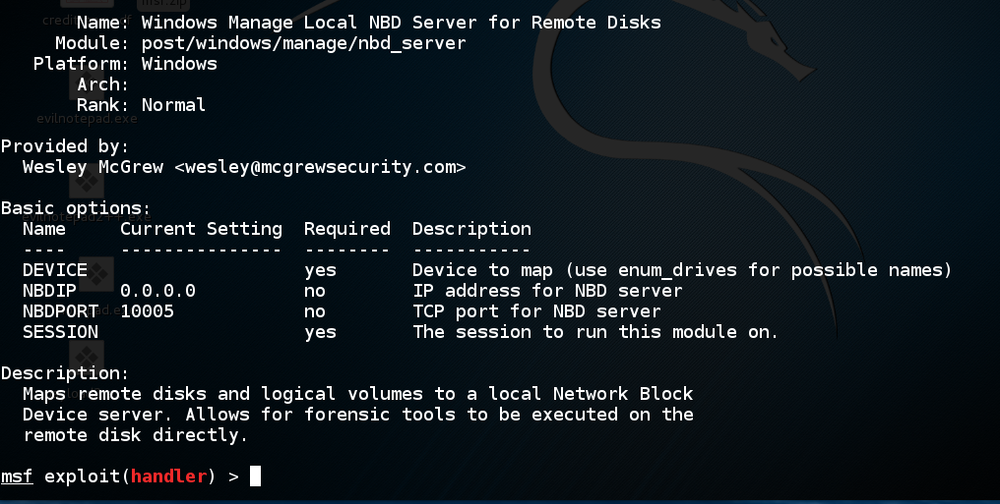 msf.zip
Name: Windows Manage Local NBD Server for Remote Disks
Module: post/windows/manage/nbd_server
Platform: Windows
Arch:
Rank: Normal
evilnotepad.exe
Provided by:
Wesley McGrew <wesley@mcgrewsecurity.com>
Basic options:
Name Current Setting Required Description
---- --------------- -------- -----------
DEVICE yes Device to map (use enum_drives for possible names)
NBDIP 0.0.0.0 no IP address for NBD server
NBDPORT 10005 no TCP port for NBD server
SESSION yes The session to run this module on.
Description:
Maps remote disks and logical volumes to a local Network Block
Device server. Allows for forensic tools to be executed on the
remote disk directly.
msf exploit(handler) >